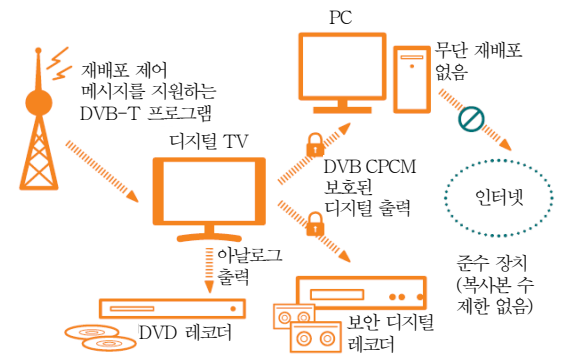 PC
재배포 제어
메시지를 지원하는
DVB-T 프로그램
무단 재배포
없음
디지털 TV
DVB CPCM
보호된
디지털 출력
인터넷
아날로그
출력
준수 장치
(복사본 수
제한 없음)
DVD 레코더
보안 디지털
레코더